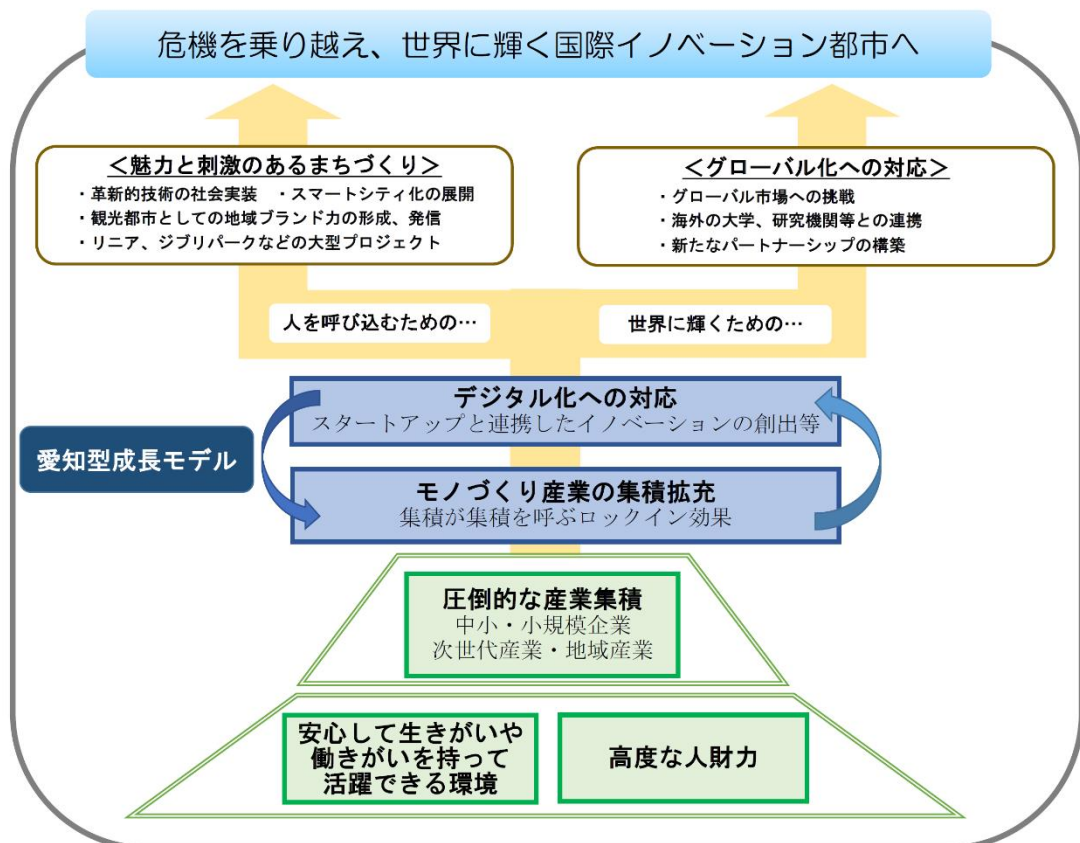 危機を乗り越え、世界に輝く国際イノベーション都市へ
＜魅力と刺激のあるまちづくり＞
・革新的技術の社会実装　・スマートシティ化の展開
・観光都市としての地域ブランド力の形成、発信
・リニア、ジブリパークなどの大型プロジェクト
＜グローバル化への対応＞
・グローバル市場への挑戦
・海外の大学、研究機関等との連携
・新たなパートナーシップの構築
人を呼び込むための…
世界に輝くための…
デジタル化への対応
スタートアップと連携したイノベーションの創出等
愛知型成長モデル
モノづくり産業の集積拡充
集積が集積を呼ぶロックイン効果
圧倒的な産業集積
中小・小規模企業
次世代産業・地域産業
安心して生きがいや
働きがいを持って
活躍できる環境
高度な人財力